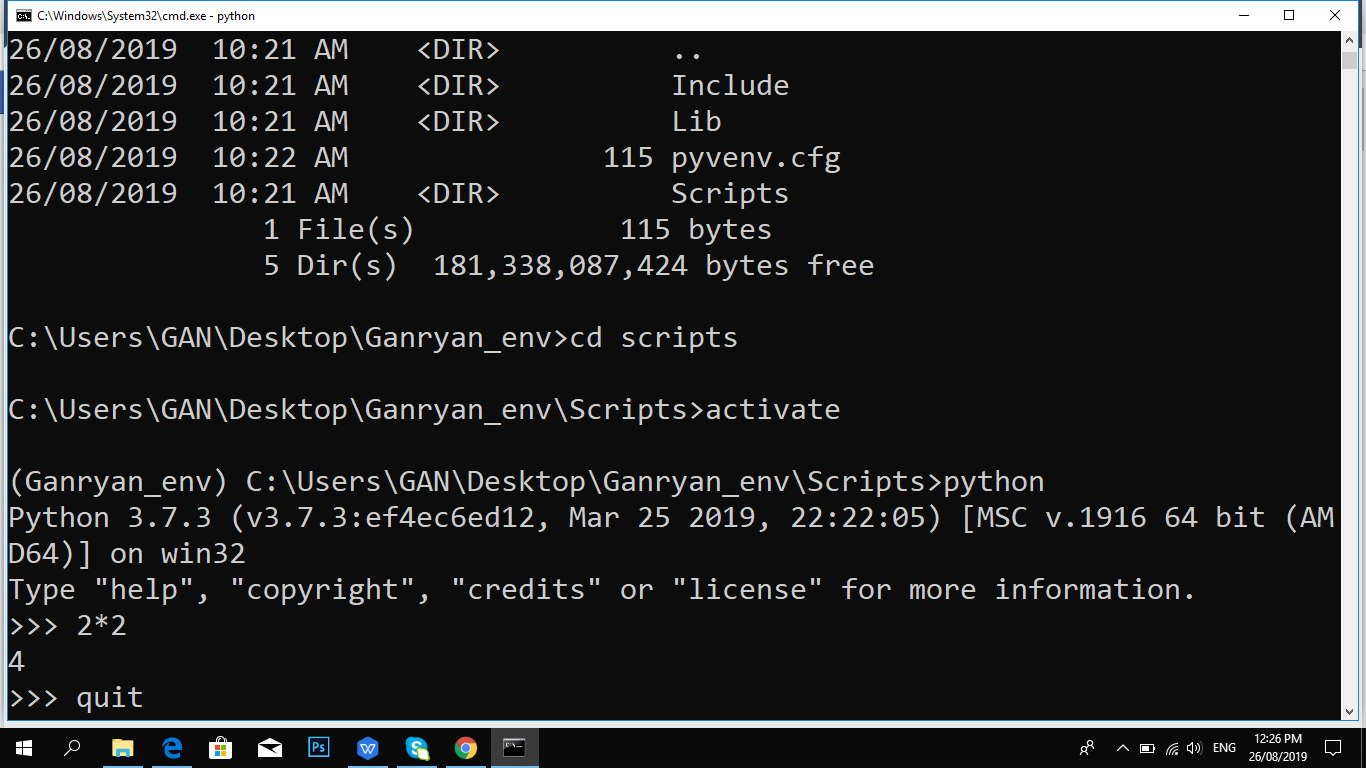 C:\Windows\System32\cmd.exe - python
26/08/2019  10:21 AM    <DIR>          ..
26/08/2019  10:21 AM    <DIR>          Include
26/08/2019  10:21 AM    <DIR>          Lib
26/08/2019  10:22 AM               115 pyvenv.cfg
26/08/2019  10:21 AM    <DIR>          Scripts
               1 File(s)            115 bytes
               5 Dir(s)  181,338,087,424 bytes free
C:\Users\GAN\Desktop\Ganryan_env>cd scripts
C:\Users\GAN\Desktop\Ganryan_env\Scripts>activate
(Ganryan_env) C:\Users\GAN\Desktop\Ganryan_env\Scripts>python
Python 3.7.3 (v3.7.3:ef4ec6ed12, Mar 25 2019, 22:22:05) [MSC v.1916 64 bit (AM
D64)] on win32
Type "help", "copyright", "credits" or "license" for more information.
>>> 2*2
4
>>> quit
Ps
W
S
ENG
12:26 PM
26/08/2019